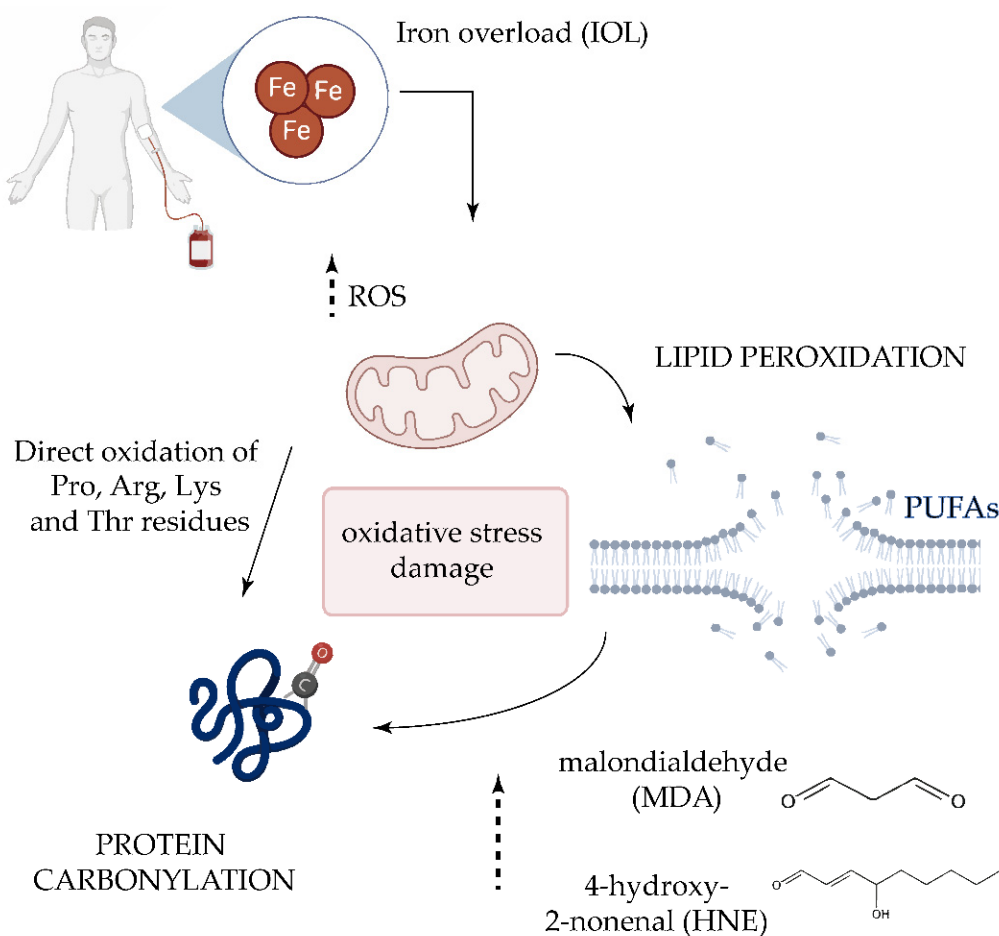 Iron overload (IOL)
Fe Fe
Fe
ROS
LIPID PEROXIDATION
Direct oxidation of
Pro, Arg, Lys
and Thr residues
PUFAs
oxidative stress
damage
O
C
malondialdehyde
(MDA)
O O
PROTEIN
CARBONYLATION
4-hydroxy-
2-nonenal (HNE)
O
OH